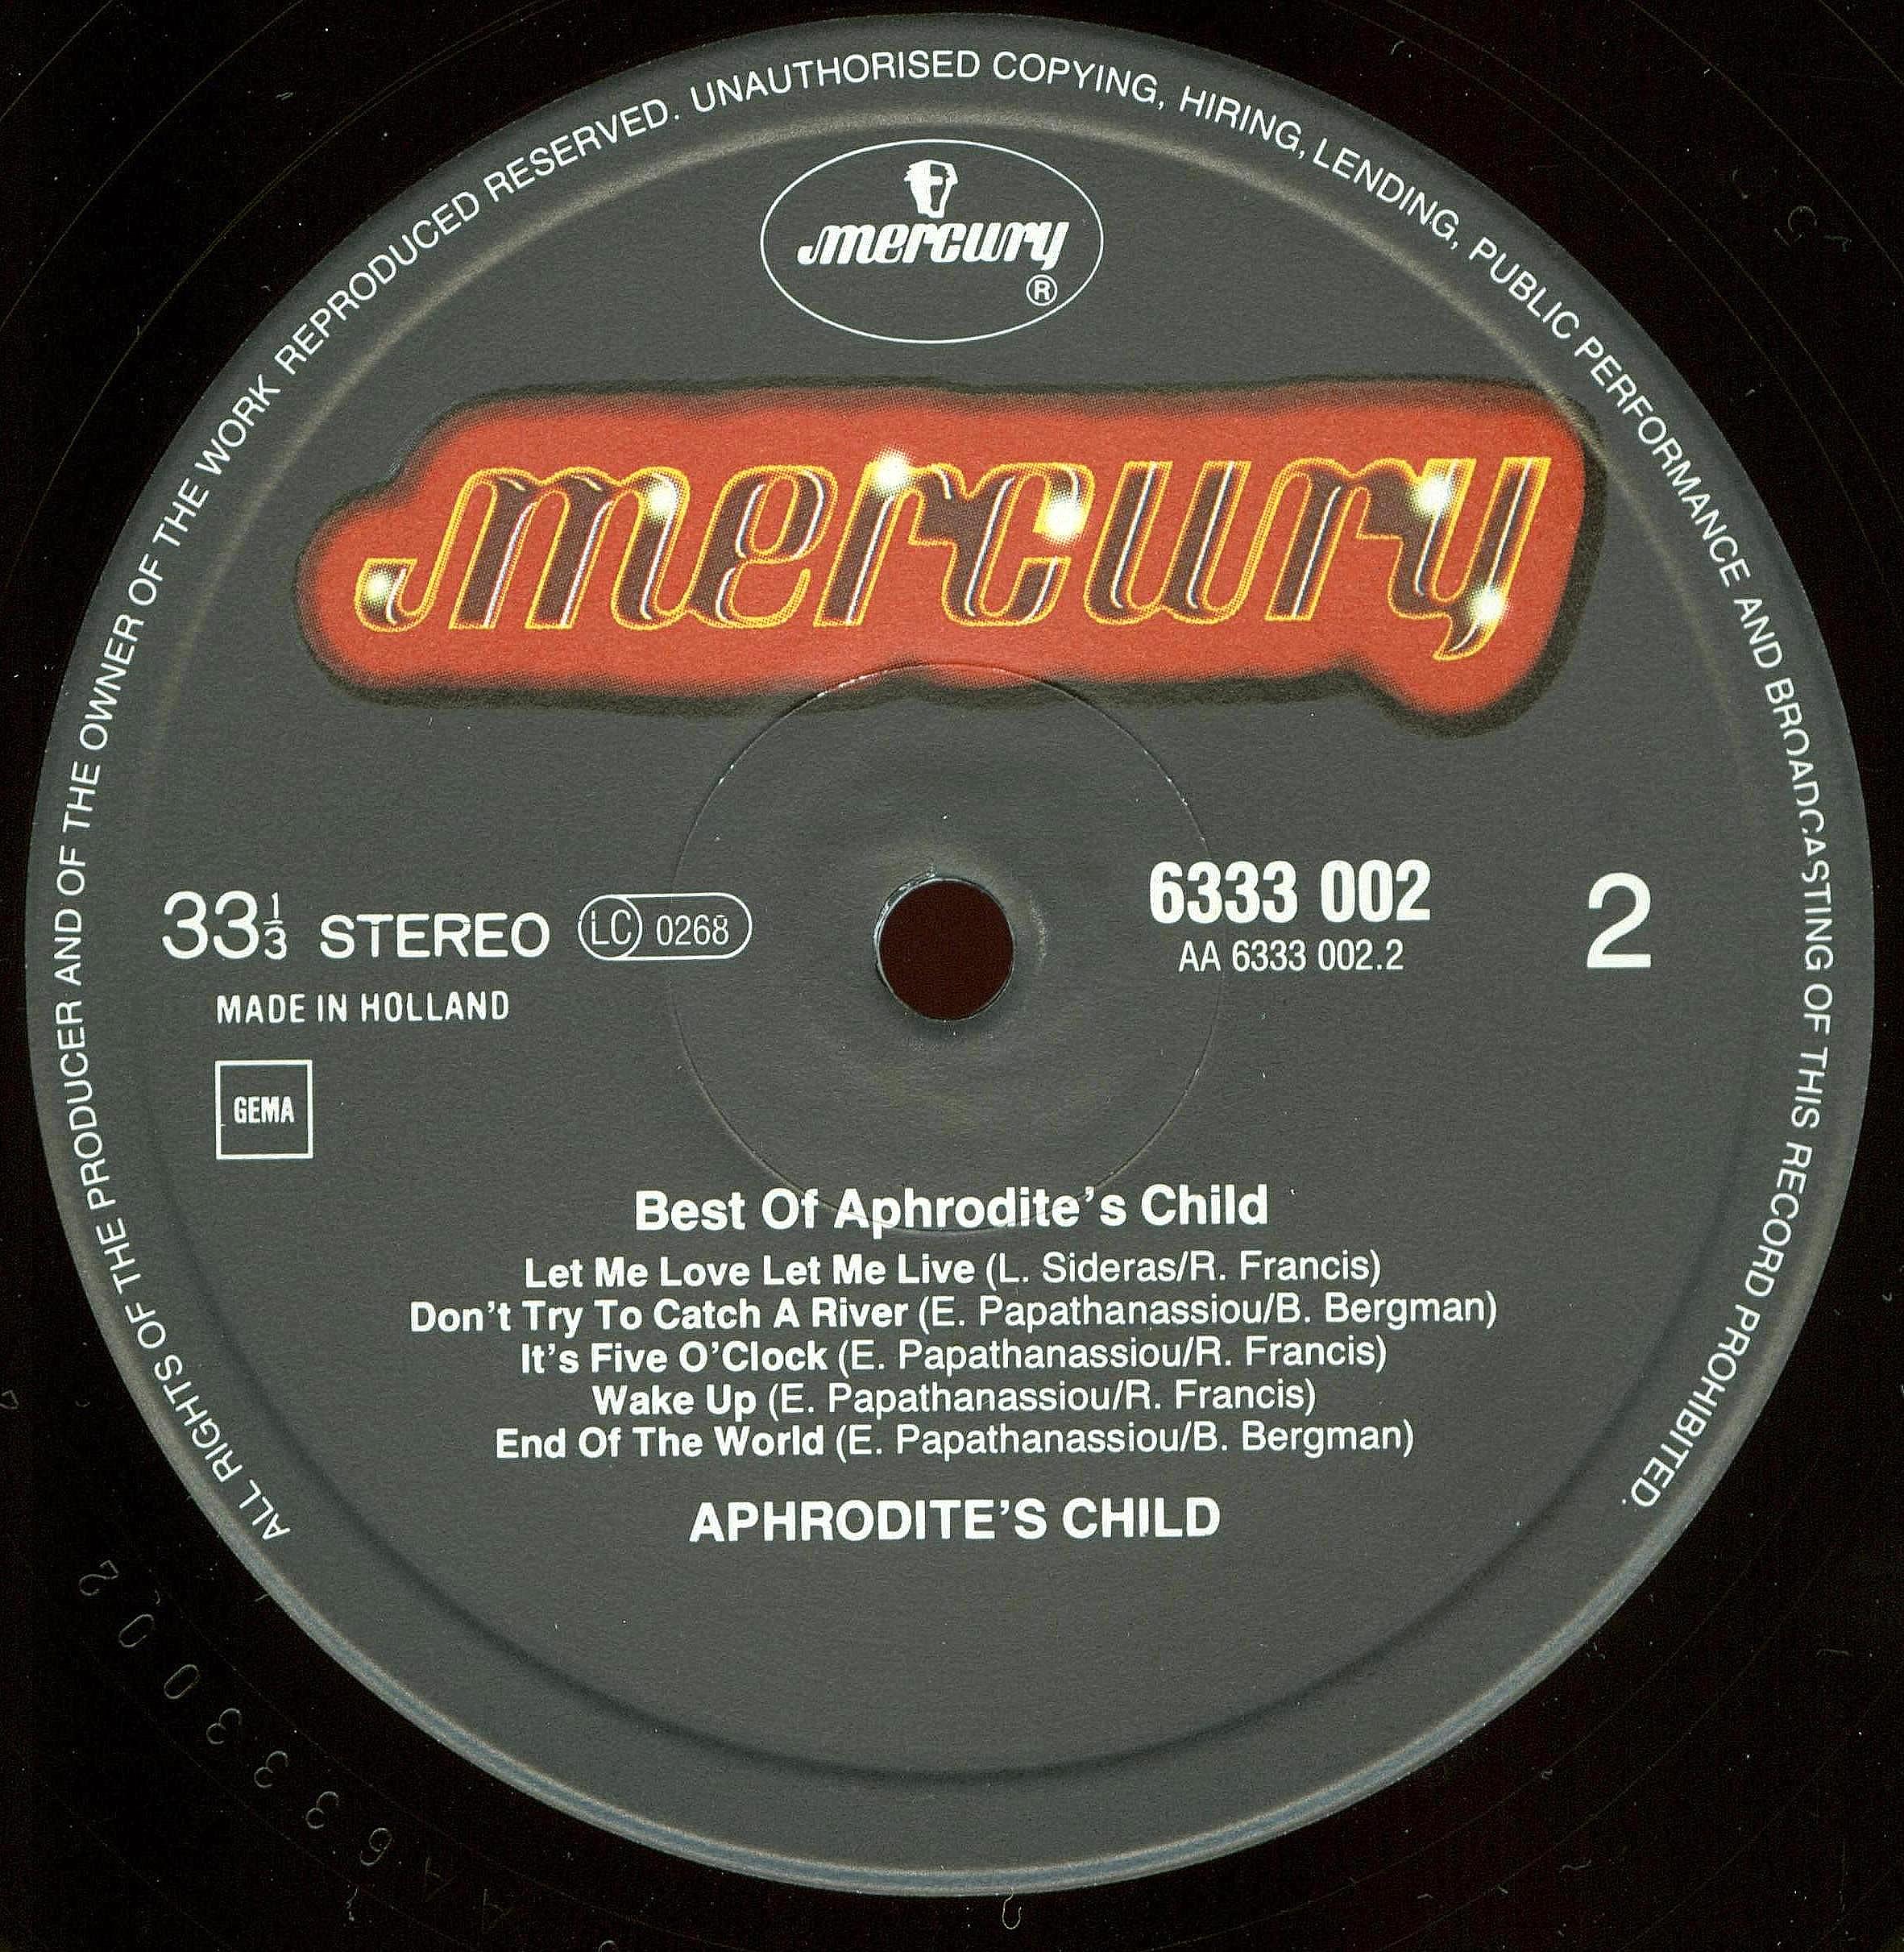 ALL RIGHTS OF THE PRODUCER AND OF THE OWNER OF THE WORK REPRODUCED RESERVED. UNAUTHORISED COPYING, HIRING, LENDING, PUBLIC PERFORMANCE AND BROADCASTING OF THIS RECORD PROHIBITED.
mercury
®
mercury
33 1/3 STEREO LC 0268
MADE IN HOLLAND
GEMA
6333 002
AA 6333 002.2
2
Best Of Aphrodite's Child
Let Me Love Let Me Live (L. Sideras/R. Francis)
Don't Try To Catch A River (E. Papathanassiou/B. Bergman)
It's Five O'Clock (E. Papathanassiou/R. Francis)
Wake Up (E. Papathanassiou/R. Francis)
End Of The World (E. Papathanassiou/B. Bergman)
APHRODITE'S CHILD